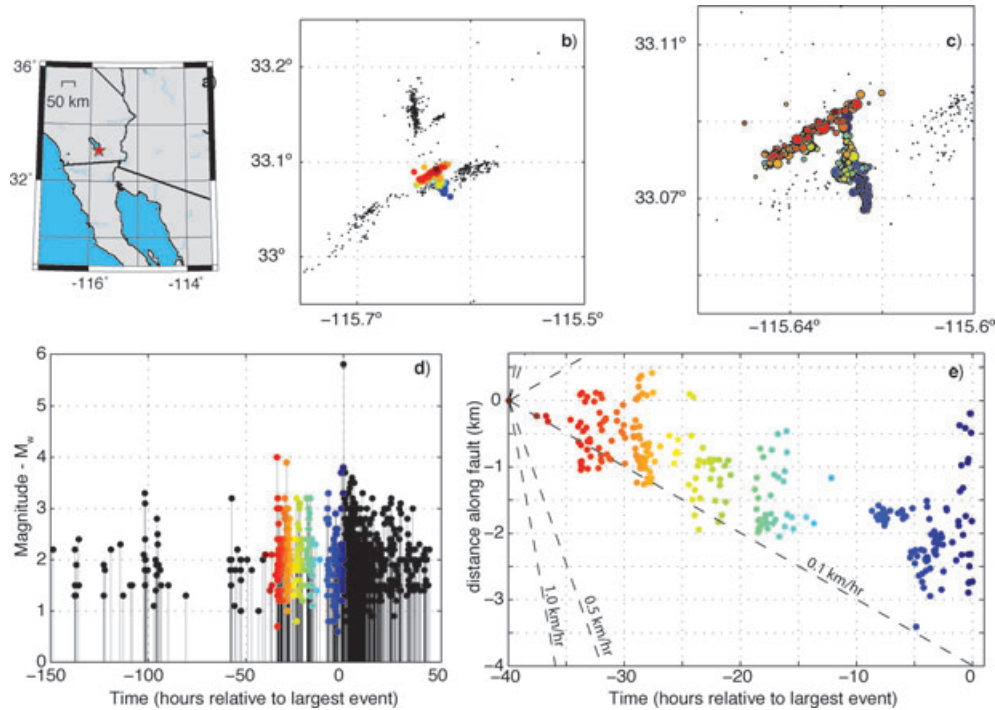 a)
36˚
50 km
32˚
-116˚
-114˚
b)
33.2°
33.1°
33°
−115.7°
−115.5°
c)
33.11°
33.07°
−115.64°
−115.6°
d)
Magnitude - Mw
6
5
4
3
2
1
0
−150
−100
−50
0
50
Time (hours relative to largest event)
e)
distance along fault (km)
0
−1
−2
−3
−4
1.0 km/hr
0.5 km/hr
0.1 km/hr
−40
−30
−20
−10
0
Time (hours relative to largest event)